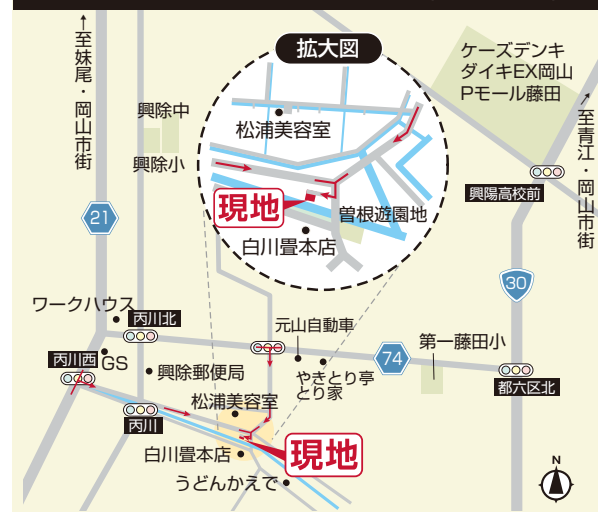 ↑至妹尾・岡山市街
拡大図
ケーズデンキ
ダイキEX岡山
Pモール藤田
↑至青江・岡山市街
興除中
松浦美容室
興除小
興陽高校前
現地
曽根遊園地
21
白川畳本店
30
ワークハウス
丙川北
元山自動車
第一藤田小
丙川西
GS
74
興除郵便局
やきとり亭
とり家
都六区北
松浦美容室
丙川
現地
白川畳本店
うどんかえで
N